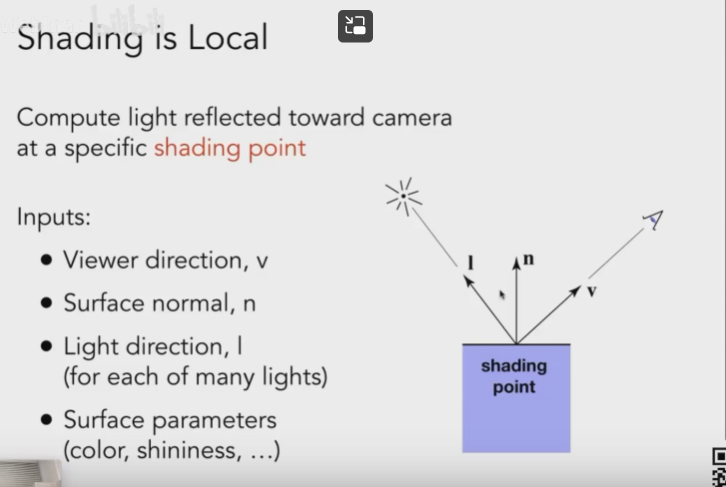 Shading is Local
Compute light reflected toward camera
at a specific shading point
Inputs:
● Viewer direction, v
● Surface normal, n
● Light direction, l
(for each of many lights)
● Surface parameters
(color, shininess, …)
l
n
v
shading
point